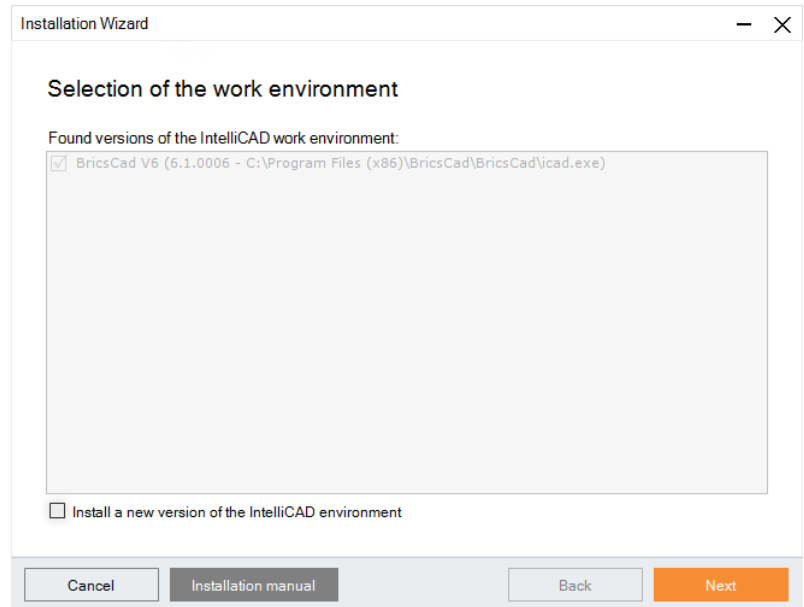 Installation Wizard
Selection of the work environment
Found versions of the IntelliCAD work environment:
BricsCad V6 (6.1.0006 - C:\Program Files (x86)\BricsCad\BricsCad\icad.exe)
Install a new version of the IntelliCAD environment
Cancel Installation manual Back Next